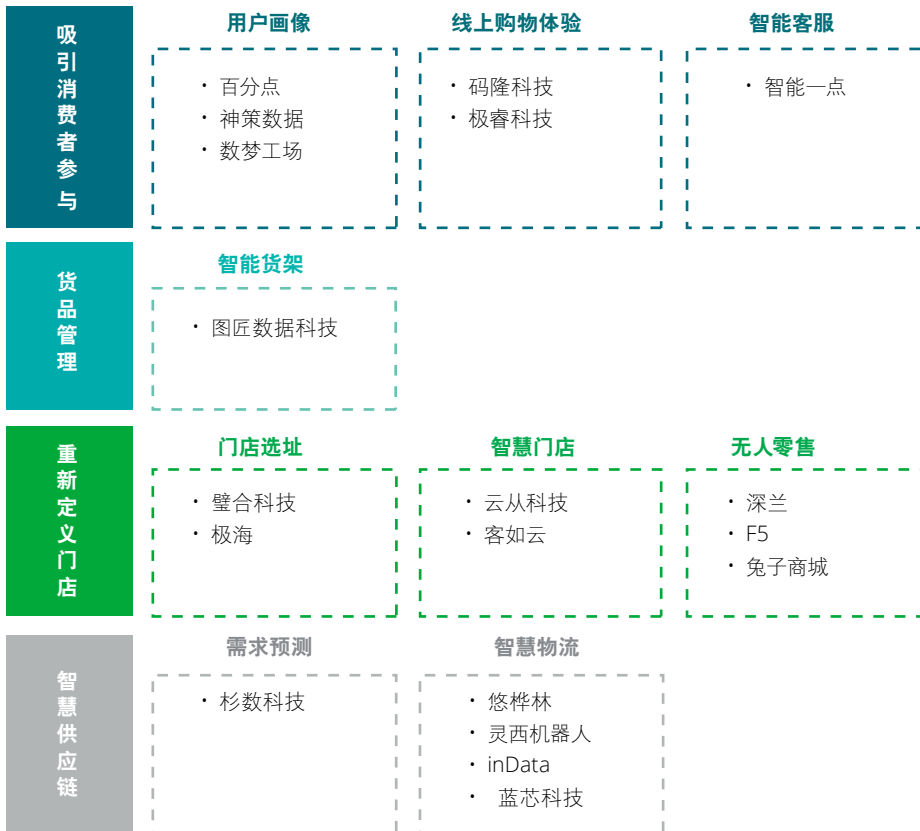 吸引消费者参与
用户画像
线上购物体验
智能客服
· 百分点
· 神策数据
· 数梦工场
· 码隆科技
· 极睿科技
· 智能一点
货品管理
智能货架
· 图匠数据科技
重新定义门店
门店选址
智慧门店
无人零售
· 璧合科技
· 极海
· 云从科技
· 客如云
· 深兰
· F5
· 兔子商城
智慧供应链
需求预测
智慧物流
· 杉数科技
· 悠桦林
· 灵西机器人
· inData
· 蓝芯科技